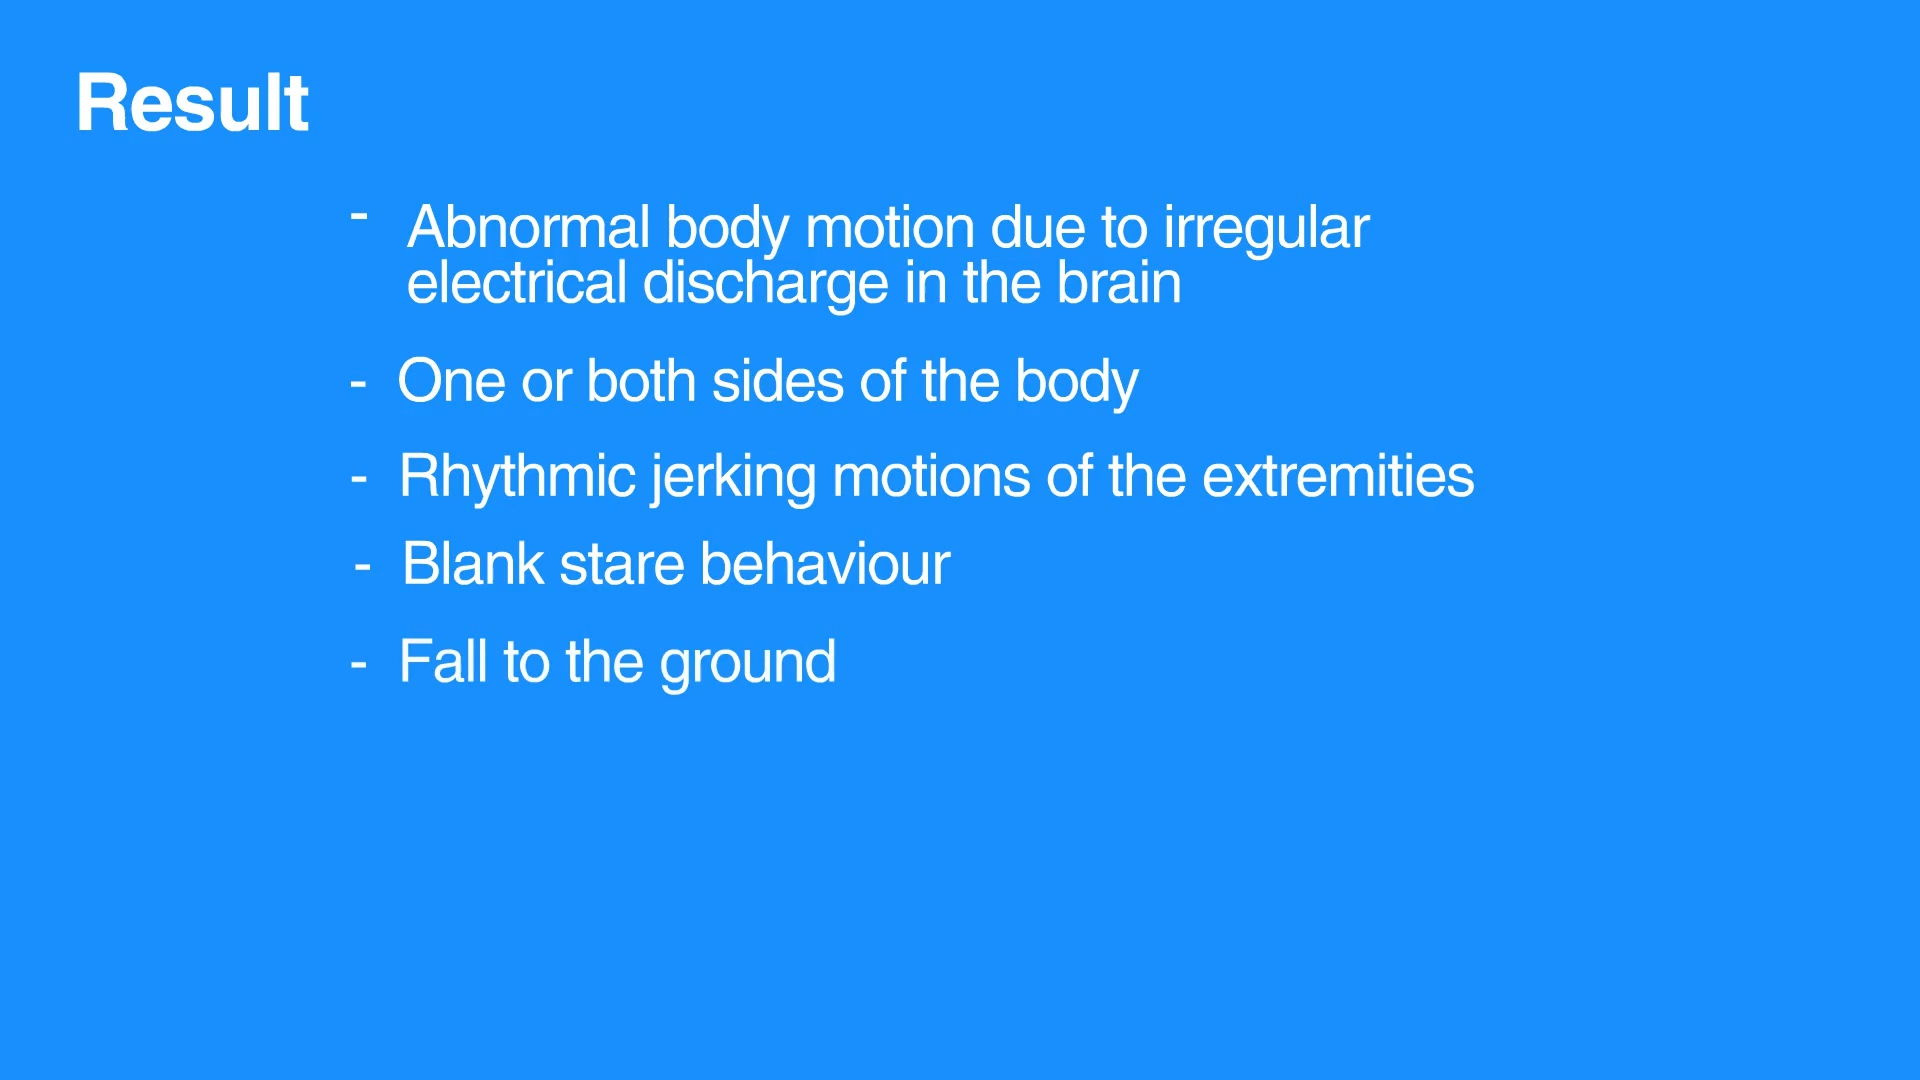 Result
- Abnormal body motion due to irregular
electrical discharge in the brain
- One or both sides of the body
- Rhythmic jerking motions of the extremities
- Blank stare behaviour
- Fall to the ground